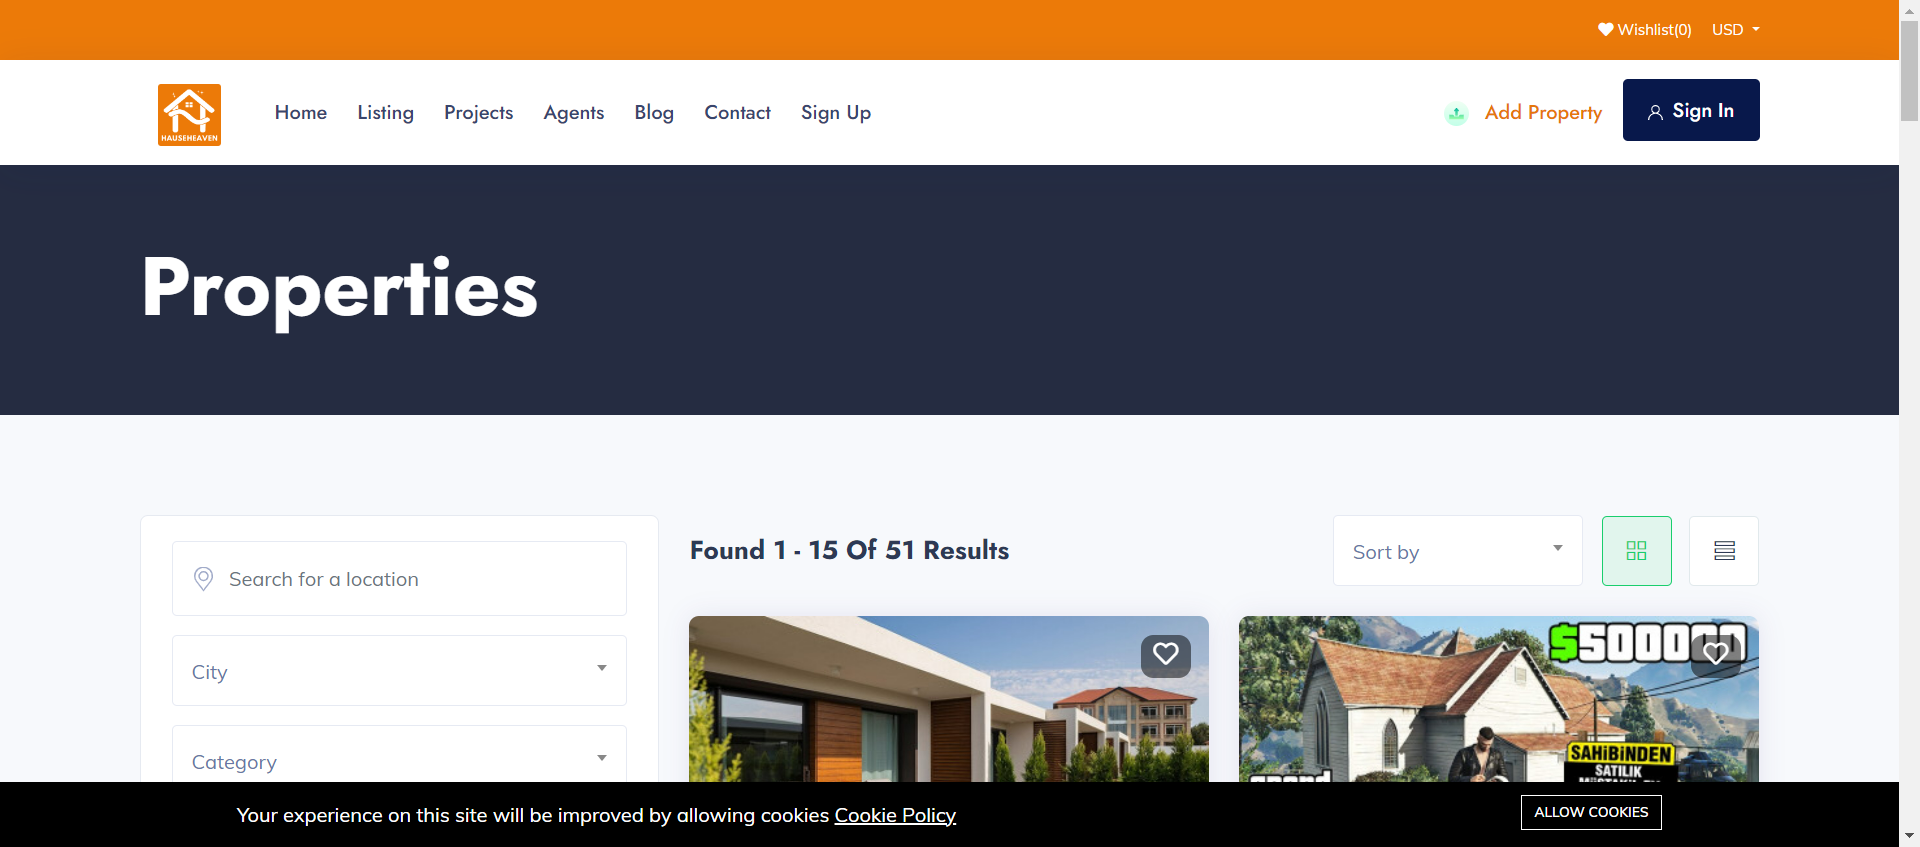 Wishlist(0) USD
HAUSEHEAVEN
Home Listing Projects Agents Blog Contact Sign Up
Add Property
Sign In
Properties
Search for a location
City
Category
Found 1 - 15 Of 51 Results
Sort by
SAHİBİNDEN
SATILIK
Your experience on this site will be improved by allowing cookies Cookie Policy
ALLOW COOKIES